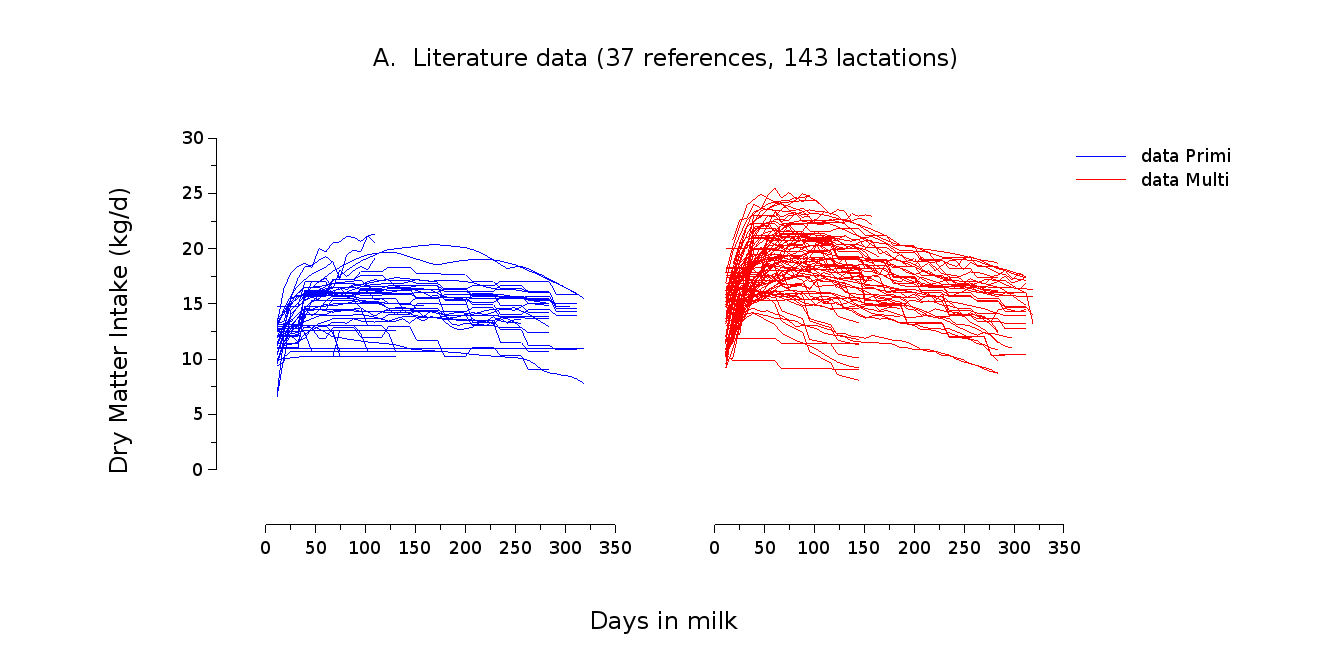 A.  Literature data (37 references, 143 lactations)
Dry Matter Intake (kg/d)
30
25
20
15
10
5
0
data Primi
data Multi
0 50 100 150 200 250 300 350
0 50 100 150 200 250 300 350
Days in milk